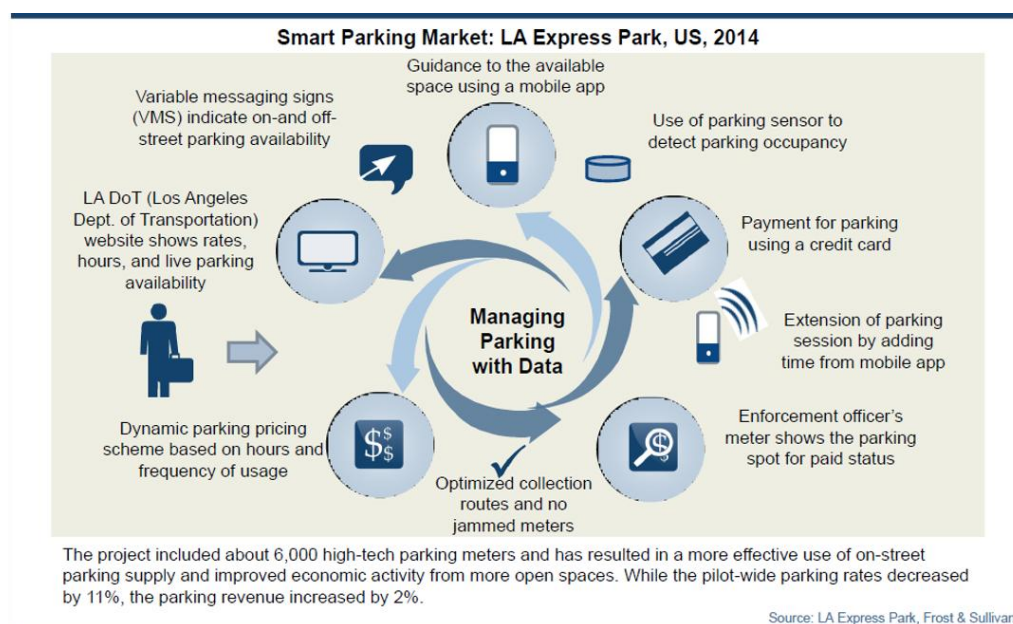 Smart Parking Market: LA Express Park, US, 2014
Guidance to the available
space using a mobile app
Variable messaging signs
(VMS) indicate on-and off-
street parking availability
Use of parking sensor to
detect parking occupancy
LA DoT (Los Angeles
Dept. of Transportation)
website shows rates,
hours, and live parking
availability
Payment for parking
using a credit card
Managing
Parking
with Data
Extension of parking
session by adding
time from mobile app
Dynamic parking pricing
scheme based on hours and
frequency of usage
$
$
$
$
$
Enforcement officer's
meter shows the parking
spot for paid status
Optimized collection
routes and no
jammed meters
The project included about 6,000 high-tech parking meters and has resulted in a more effective use of on-street
parking supply and improved economic activity from more open spaces. While the pilot-wide parking rates decreased
by 11%, the parking revenue increased by 2%.
Source: LA Express Park, Frost & Sullivan